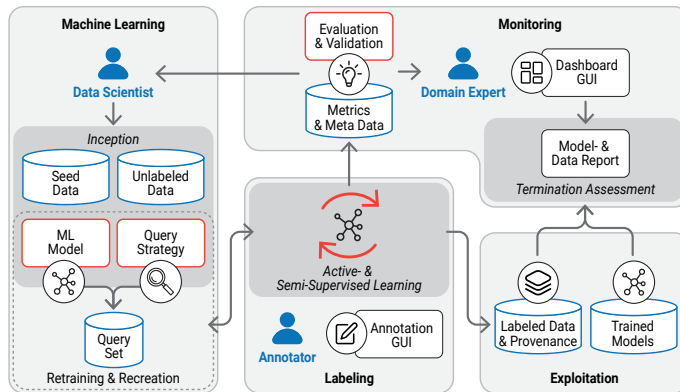 Machine Learning
Data Scientist
Inception
Seed
Data
Unlabeled
Data
ML
Model
Query
Strategy
Query
Set
Retraining & Recreation
Monitoring
Evaluation
& Validation
Metrics
& Meta Data
Domain Expert
Dashboard
GUI
Model- &
Data Report
Termination Assessment
Active- &
Semi-Supervised Learning
Annotator
Annotation
GUI
Labeling
Labeled Data
& Provenance
Trained
Models
Exploitation